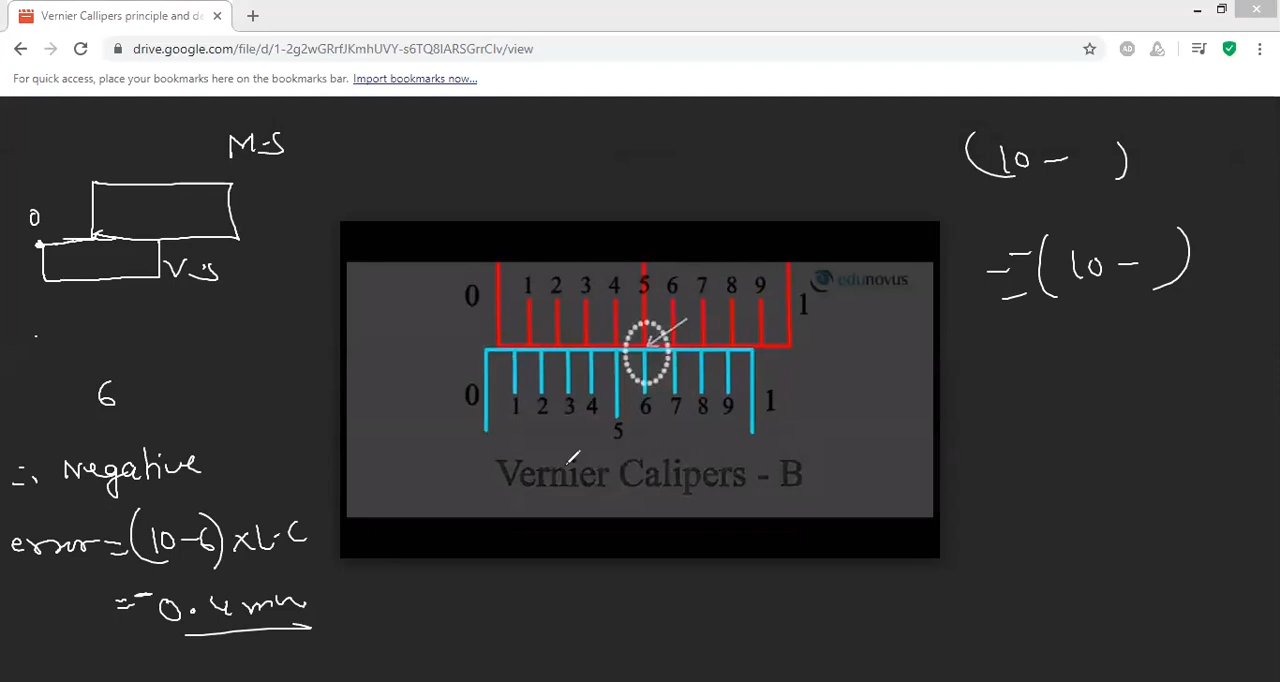 Vernier Callipers principle and de
drive.google.com/file/d/1-2g2wGRrfJKmhUVY-s6TQ8IARSGrrCIv/view
For quick access, place your bookmarks here on the bookmarks bar. Import bookmarks now...
M-S
0
V-S
6
∴ Negative
error = (10-6) x L-C
= -0.4 mm
0 1 2 3 4 5 6 7 8 9 1
edunovus
0 1 2 3 4 5 6 7 8 9 1
Vernier Calipers - B
(10 - )
= (10 - )